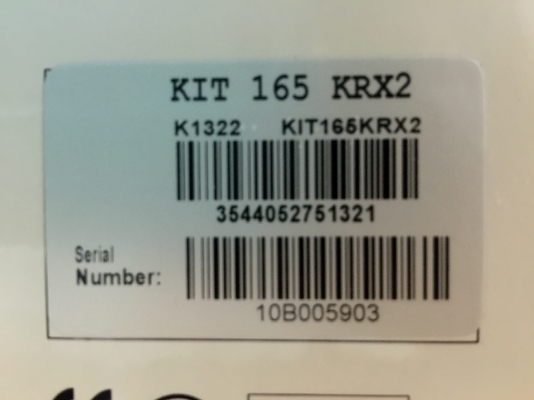 KIT 165 KRX2
K1322 KIT165KRX2
3544052751321
Serial
Number:
10B005903